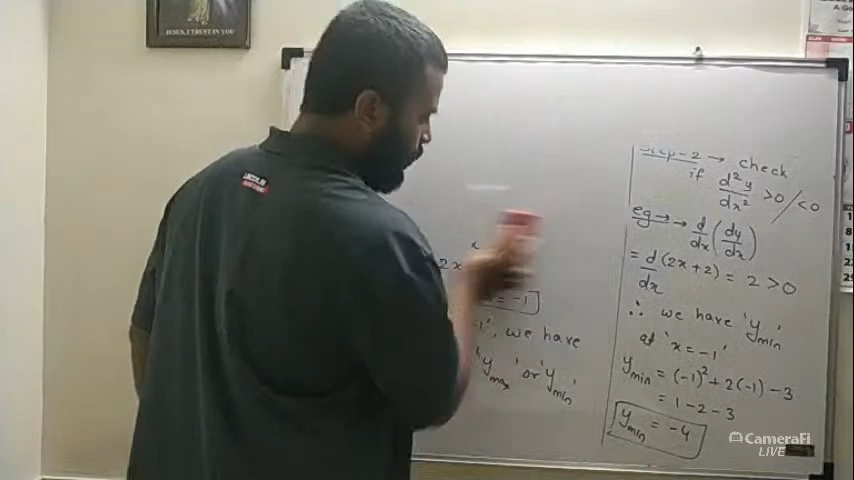 JESUS, I TRUST IN YOU
2x
= -1
-1', we have
'y_max' or 'y_min'
Step-2 → check
if d²y/dx² >0/<0
eg → → d/dx (dy/dx)
= d/dx (2x+2) = 2 > 0
∴ we have 'y_min'
at 'x = -1'
y_min = (-1)² + 2(-1) - 3
= 1 - 2 - 3
y_min = -4
CameraFi
LIVE